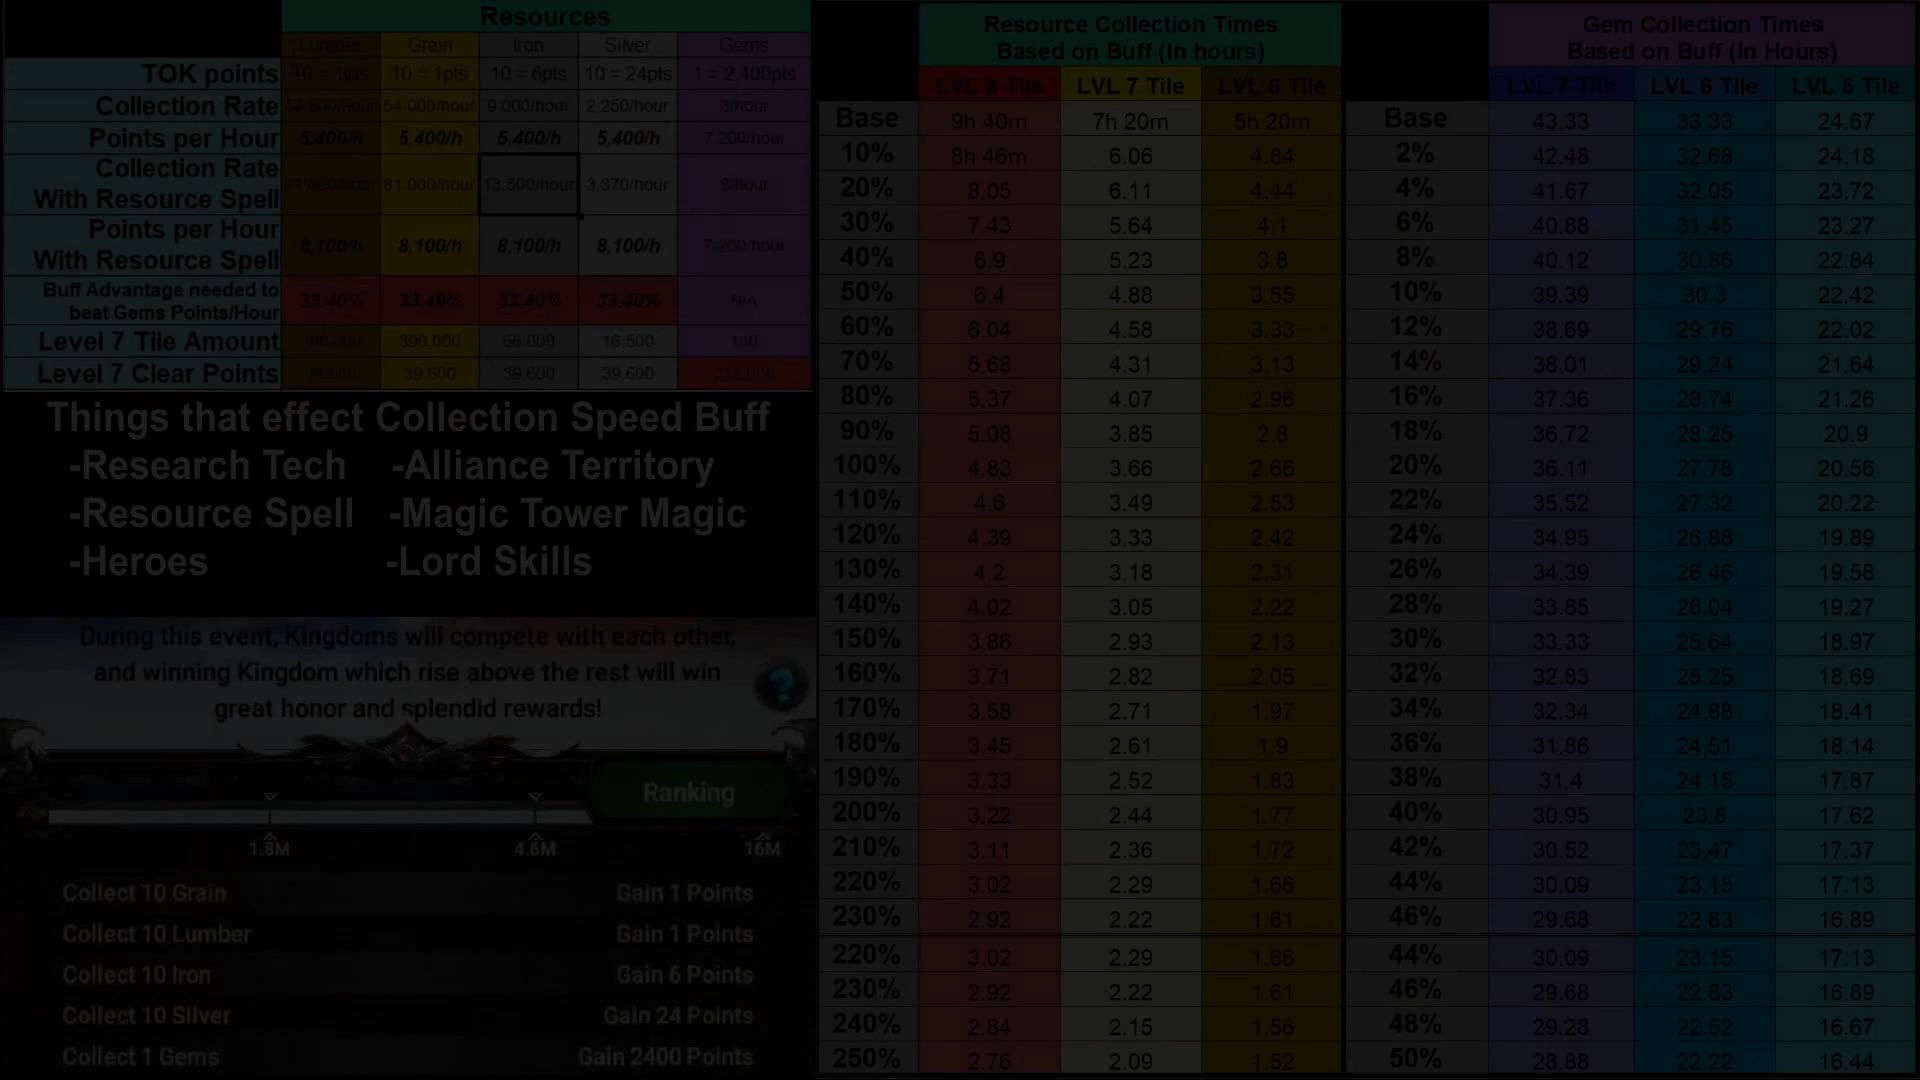 Resources
Lumber Grain Iron Silver Gems
TOK points 10 = 1pts 10 = 1pts 10 = 6pts 10 = 24pts 1 = 2,400pts
Collection Rate 54,000/hour 9,000/hour 2,250/hour 3/hour
Points per Hour 5,400/h 5,400/h 5,400/h 5,400/h 7,200/hour
Collection Rate
With Resource Spell 81,000/hour 13,500/hour 3,370/hour 3/hour
Points per Hour
With Resource Spell 8,100/h 8,100/h 8,100/h 8,100/h 7,200/hour
Buff Advantage needed to
beat Gems Points/Hour 33.40% 33.40% 33.40% 33.40% N/A
Level 7 Tile Amount 390,000 66,000 16,500
Level 7 Clear Points 39,600 39,600 39,600
Things that effect Collection Speed Buff
-Research Tech -Alliance Territory
-Resource Spell -Magic Tower Magic
-Heroes -Lord Skills
During this event, Kingdoms will compete with each other,
and winning Kingdom which rise above the rest will win
great honor and splendid rewards!
?
Ranking
1.8M 4.6M 16M
Collect 10 Grain Gain 1 Points
Collect 10 Lumber Gain 1 Points
Collect 10 Iron Gain 6 Points
Collect 10 Silver Gain 24 Points
Collect 1 Gems Gain 2400 Points
Resource Collection Times
Based on Buff (In hours)
LVL 8 Tile LVL 7 Tile LVL 6 Tile
Base 9h 40m 7h 20m 5h 20m
10% 8h 46m 6.06 4.84
20% 8.05 6.11 4.44
30% 7.43 5.64 4.1
40% 6.9 5.23 3.8
50% 6.4 4.88 3.55
60% 6.04 4.58 3.33
70% 5.68 4.31 3.13
80% 5.37 4.07 2.96
90% 5.08 3.85 2.8
100% 4.83 3.66 2.66
110% 4.6 3.49 2.53
120% 4.39 3.33 2.42
130% 4.2 3.18 2.31
140% 4.02 3.05 2.22
150% 3.86 2.93 2.13
160% 3.71 2.82 2.05
170% 3.58 2.71 1.97
180% 3.45 2.61 1.9
190% 3.33 2.52 1.83
200% 3.22 2.44 1.77
210% 3.11 2.36 1.72
220% 3.02 2.29 1.66
230% 2.92 2.22 1.61
220% 3.02 2.29 1.66
230% 2.92 2.22 1.61
240% 2.84 2.15 1.56
250% 2.76 2.09 1.52
Gem Collection Times
Based on Buff (In Hours)
LVL 7 Tile LVL 6 Tile LVL 5 Tile
Base 43.33 33.33 24.67
2% 42.48 32.68 24.18
4% 41.67 32.05 23.72
6% 40.88 31.45 23.27
8% 40.12 30.86 22.84
10% 39.39 30.3 22.42
12% 38.69 29.76 22.02
14% 38.01 29.24 21.64
16% 37.36 28.74 21.26
18% 36.72 28.25 20.9
20% 36.11 27.78 20.56
22% 35.52 27.32 20.22
24% 34.95 26.88 19.89
26% 34.39 26.46 19.58
28% 33.85 26.04 19.27
30% 33.33 25.64 18.97
32% 32.83 25.25 18.69
34% 32.34 24.88 18.41
36% 31.86 24.51 18.14
38% 31.4 24.15 17.87
40% 30.95 23.8 17.62
42% 30.52 23.47 17.37
44% 30.09 23.15 17.13
46% 29.68 22.83 16.89
44% 30.09 23.15 17.13
46% 29.68 22.83 16.89
48% 29.28 22.52 16.67
50% 28.88 22.22 16.44